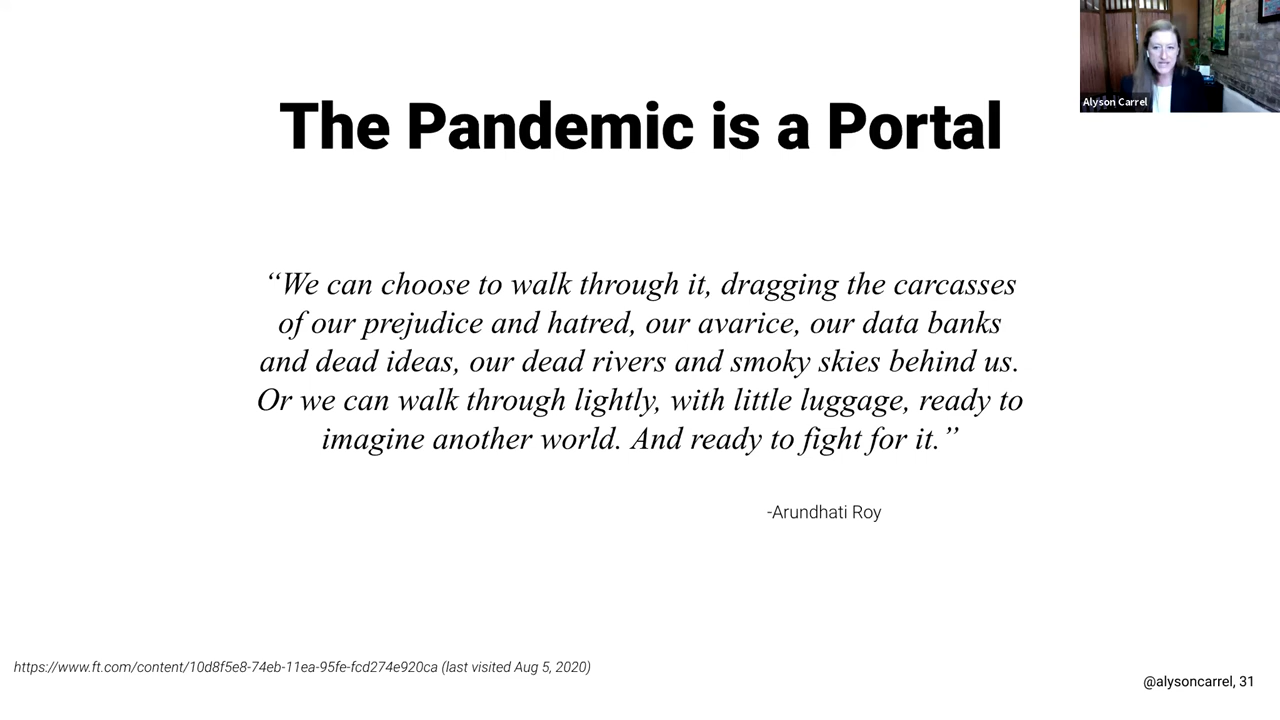 Alyson Carrel
The Pandemic is a Portal
“We can choose to walk through it, dragging the carcasses
of our prejudice and hatred, our avarice, our data banks
and dead ideas, our dead rivers and smoky skies behind us.
Or we can walk through lightly, with little luggage, ready to
imagine another world. And ready to fight for it.”
-Arundhati Roy
https://www.ft.com/content/10d8f5e8-74eb-11ea-95fe-fcd274e920ca (last visited Aug 5, 2020)
@alysoncarrel, 31